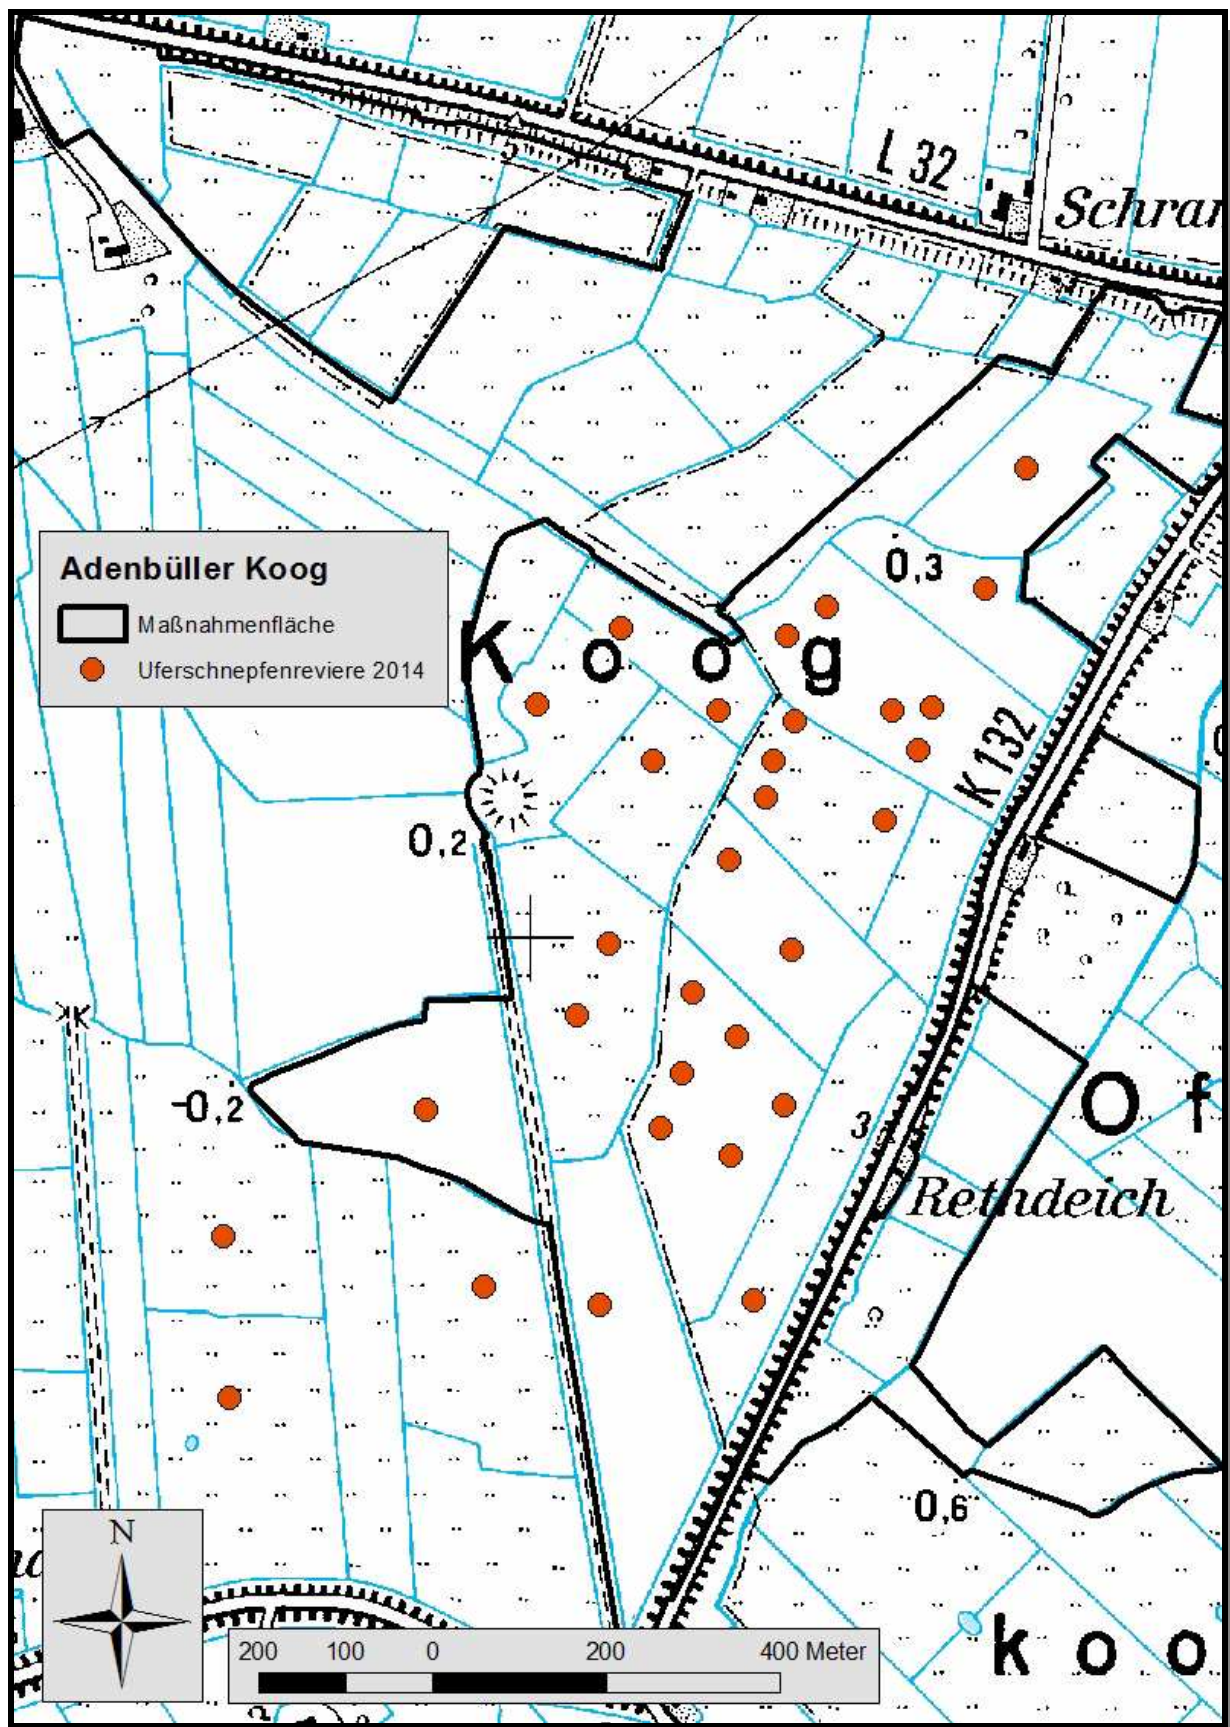 L 32
Schran
Adenbüller Koog
Maßnahmenfläche
Uferschnepfenreviere 2014
0,3
K o o g
K 132
0,2
-0,2
O f
3
Rethdeich
0,6
N
k o o
200 100 0 200 400 Meter